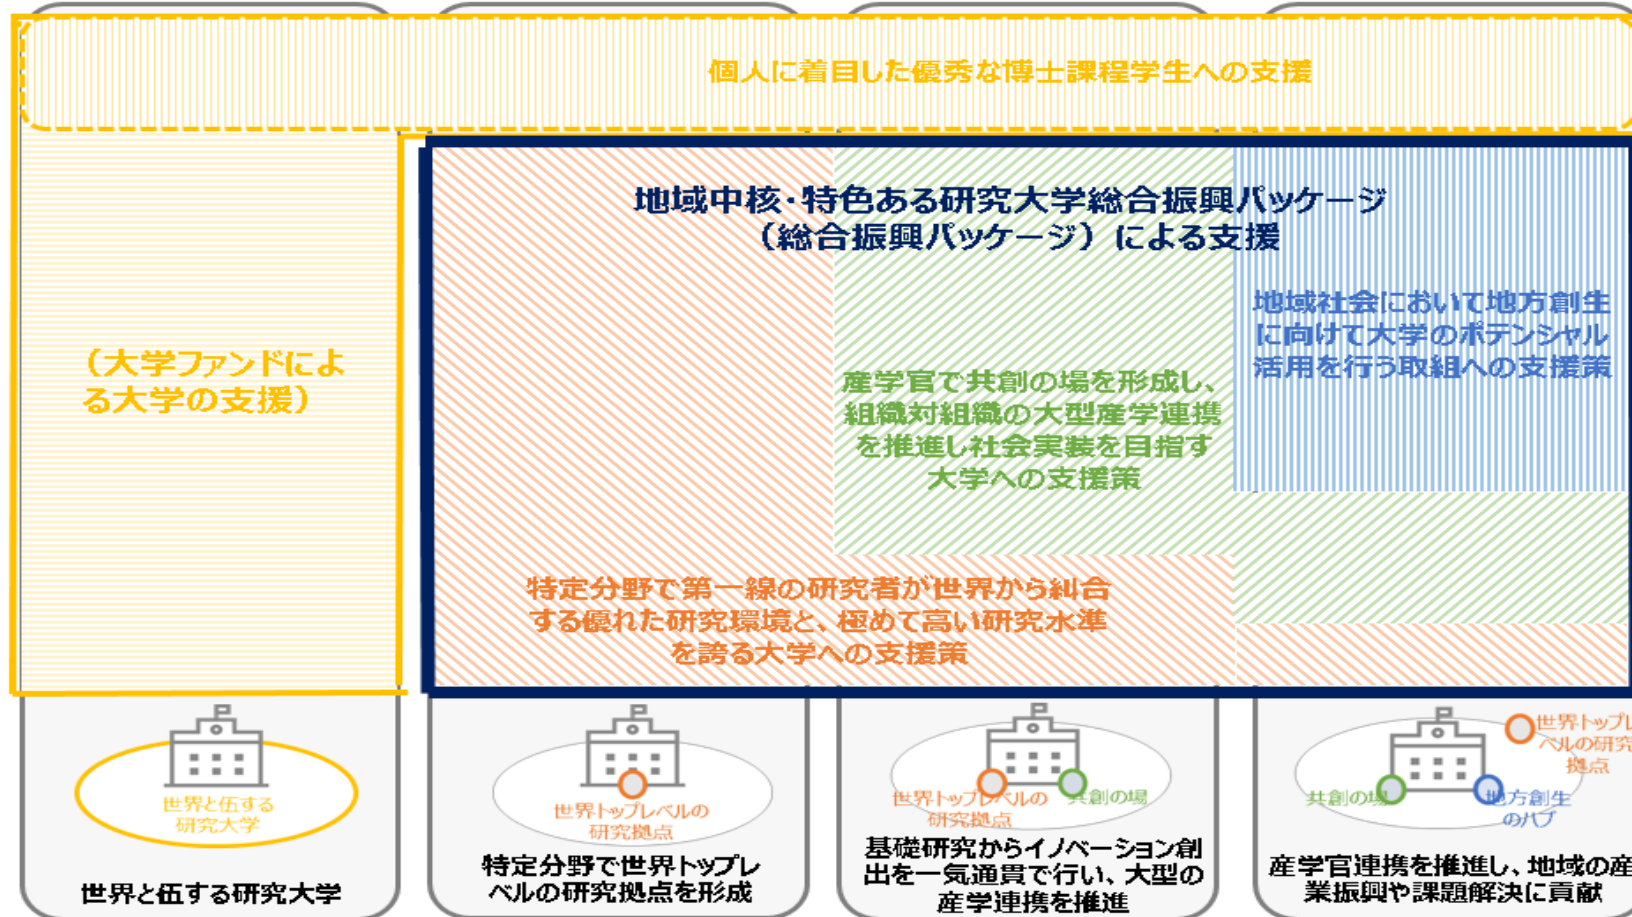 個人に着目した優秀な博士課程学生への支援
地域中核・特色ある研究大学総合振興パッケージ
（総合振興パッケージ）による支援
（大学ファンドによ
る大学の支援）
地域社会において地方創生
に向けて大学のポテンシャル
活用を行う取組への支援策
産学官で共創の場を形成し、
組織対組織の大型産学連携
を推進し社会実装を目指す
大学への支援策
特定分野で第一線の研究者が世界から糾合
する優れた研究環境と、極めて高い研究水準
を誇る大学への支援策
世界と伍する
研究大学
世界と伍する研究大学
世界トップレベルの
研究拠点
特定分野で世界トップレ
ベルの研究拠点を形成
世界トップレベルの
研究拠点
共創の場
基礎研究からイノベーション創
出を一気通貫で行い、大型の
産学連携を推進
世界トップレ
ベルの研究
拠点
共創の場
地方創生
のハブ
産学官連携を推進し、地域の産
業振興や課題解決に貢献